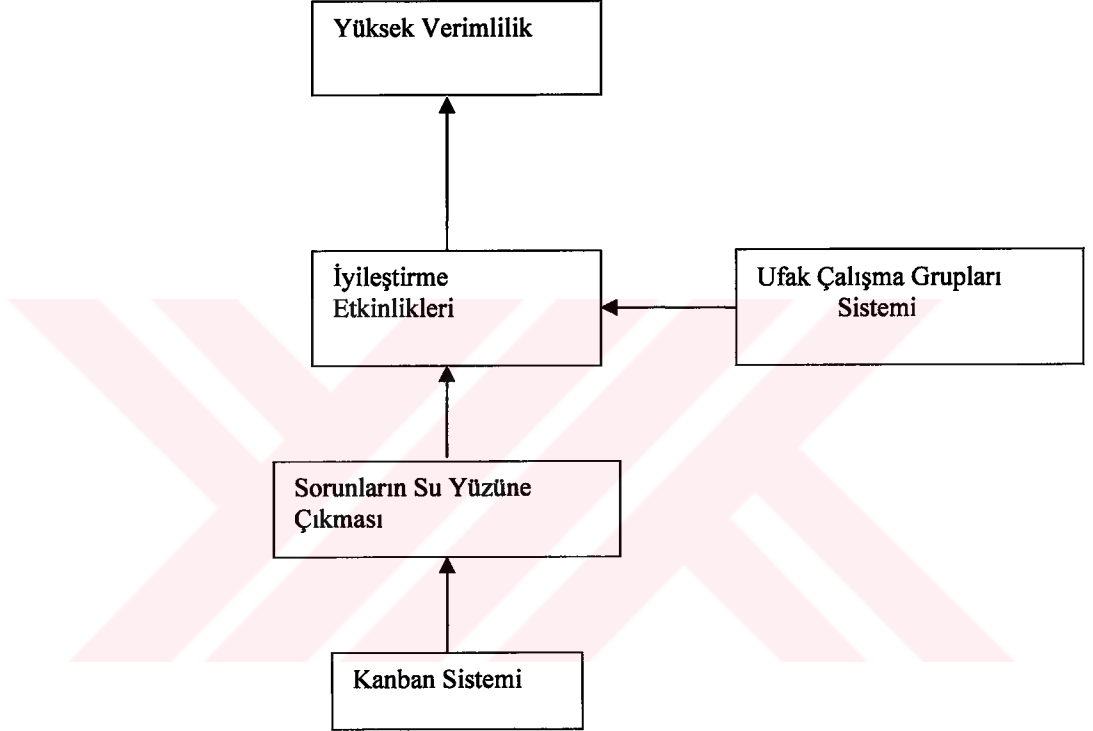 Yüksek Verimlilik
İyileştirme
Etkinlikleri
Ufak Çalışma Grupları
Sistemi
Sorunların Su Yüzüne
Çıkması
Kanban Sistemi